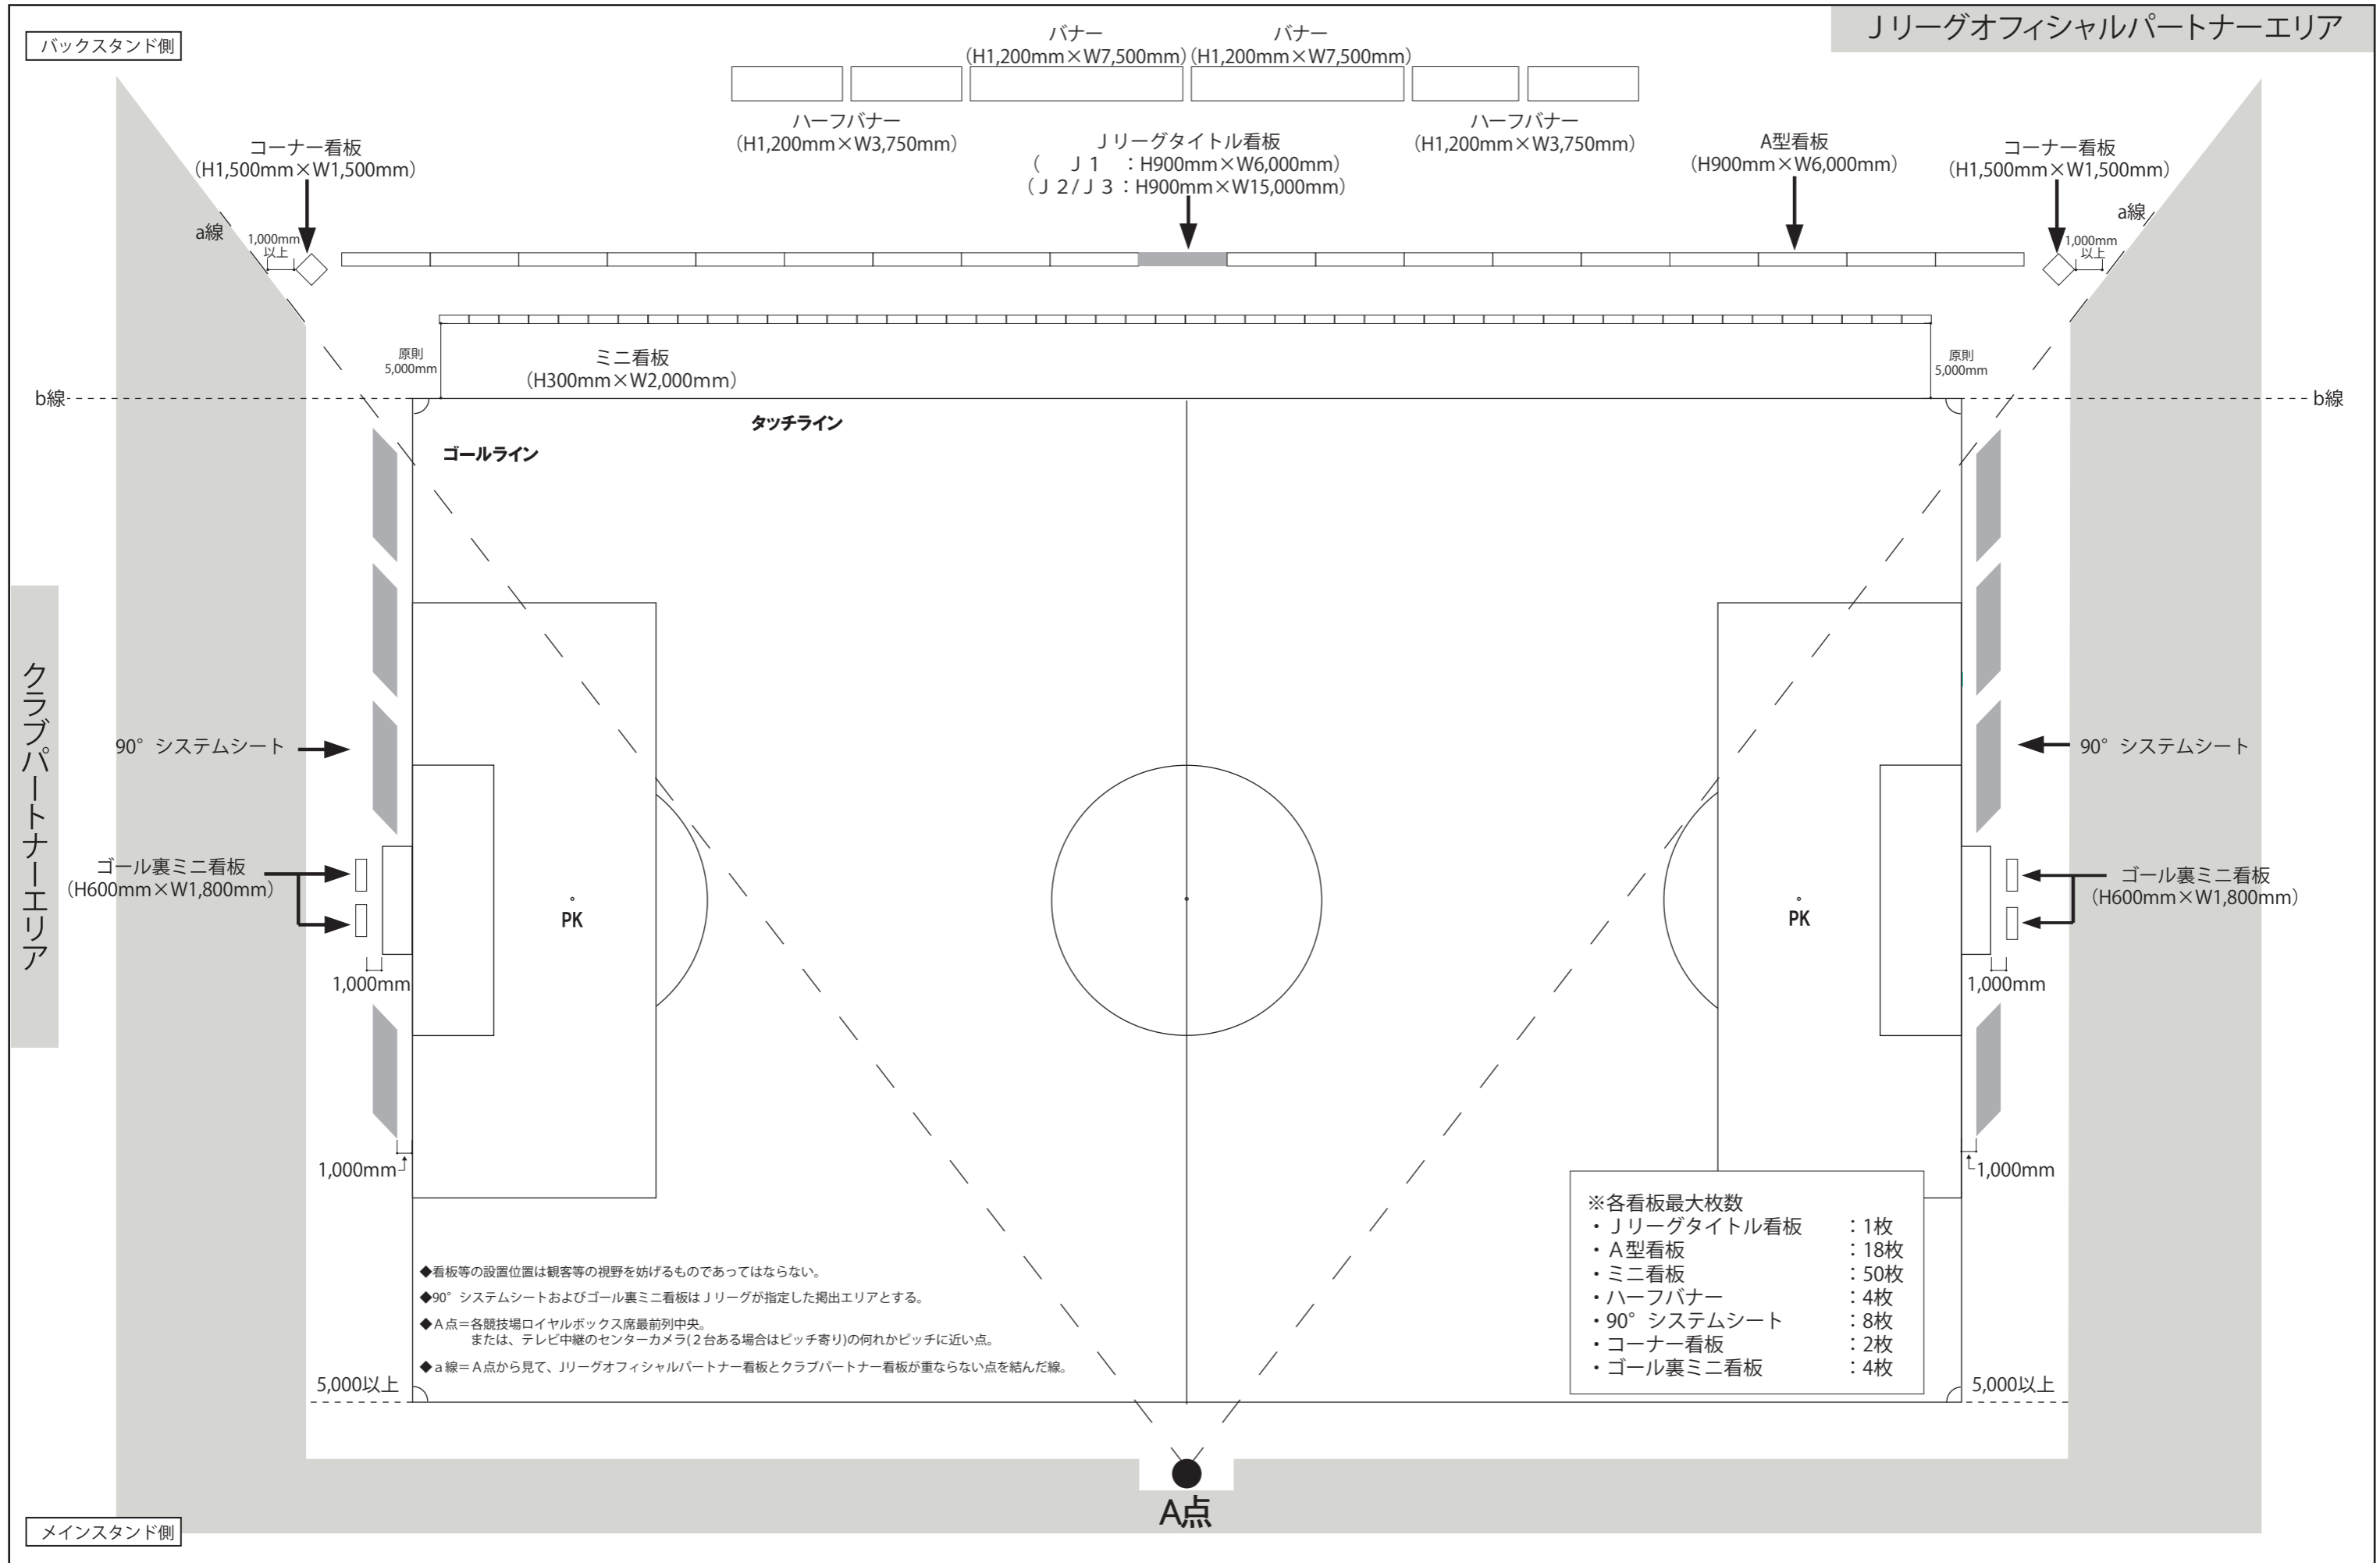 Ｊリーグオフィシャルパートナーエリア
バックスタンド側
バナー
（H1,200mm×W7,500mm）
バナー
（H1,200mm×W7,500mm）
ハーフバナー
（H1,200mm×W3,750mm）
Ｊリーグタイトル看板
（　Ｊ１　：H900mm×W6,000mm）
（Ｊ２/Ｊ３：H900mm×W15,000mm）
ハーフバナー
（H1,200mm×W3,750mm）
A型看板
（H900mm×W6,000mm）
コーナー看板
（H1,500mm×W1,500mm）
コーナー看板
（H1,500mm×W1,500mm）
a線
1,000mm
以上
a線
1,000mm
以上
原則
5,000mm
ミニ看板
（H300mm×W2,000mm）
原則
5,000mm
b線
b線
タッチライン
ゴールライン
クラブパートナーエリア
90°システムシート
90°システムシート
ゴール裏ミニ看板
（H600mm×W1,800mm）
PK
PK
ゴール裏ミニ看板
（H600mm×W1,800mm）
1,000mm
1,000mm
1,000mm
1,000mm
※各看板最大枚数
・Ｊリーグタイトル看板　：1枚
・Ａ型看板　：18枚
・ミニ看板　：50枚
・ハーフバナー　：4枚
・90°システムシート　：8枚
・コーナー看板　：2枚
・ゴール裏ミニ看板　：4枚
◆看板等の設置位置は観客等の視野を妨げるものであってはならない。
◆90°システムシートおよびゴール裏ミニ看板はＪリーグが指定した掲出エリアとする。
◆Ａ点＝各競技場ロイヤルボックス席最前列中央。
または、テレビ中継のセンターカメラ(２台ある場合はピッチ寄り)の何れかピッチに近い点。
◆ａ線＝Ａ点から見て、Jリーグオフィシャルパートナー看板とクラブパートナー看板が重ならない点を結んだ線。
5,000以上
5,000以上
A点
メインスタンド側